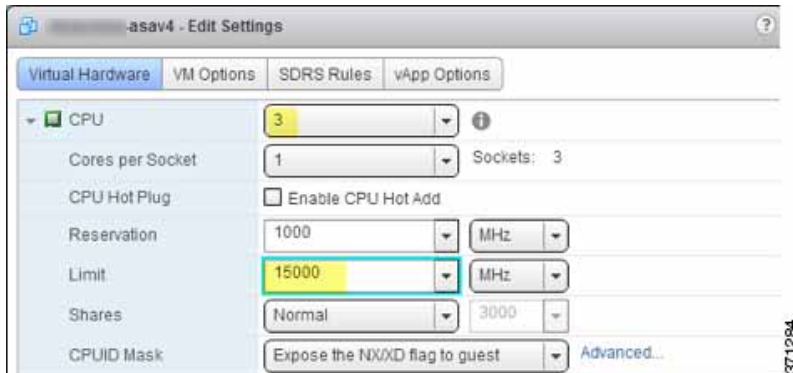 asav4 - Edit Settings ?
Virtual Hardware VM Options SDRS Rules vApp Options
CPU 3
Cores per Socket 1 Sockets: 3
CPU Hot Plug Enable CPU Hot Add
Reservation 1000 MHz
Limit 15000 MHz
Shares Normal 3000
CPUID Mask Expose the NX/XD flag to guest Advanced...
371284